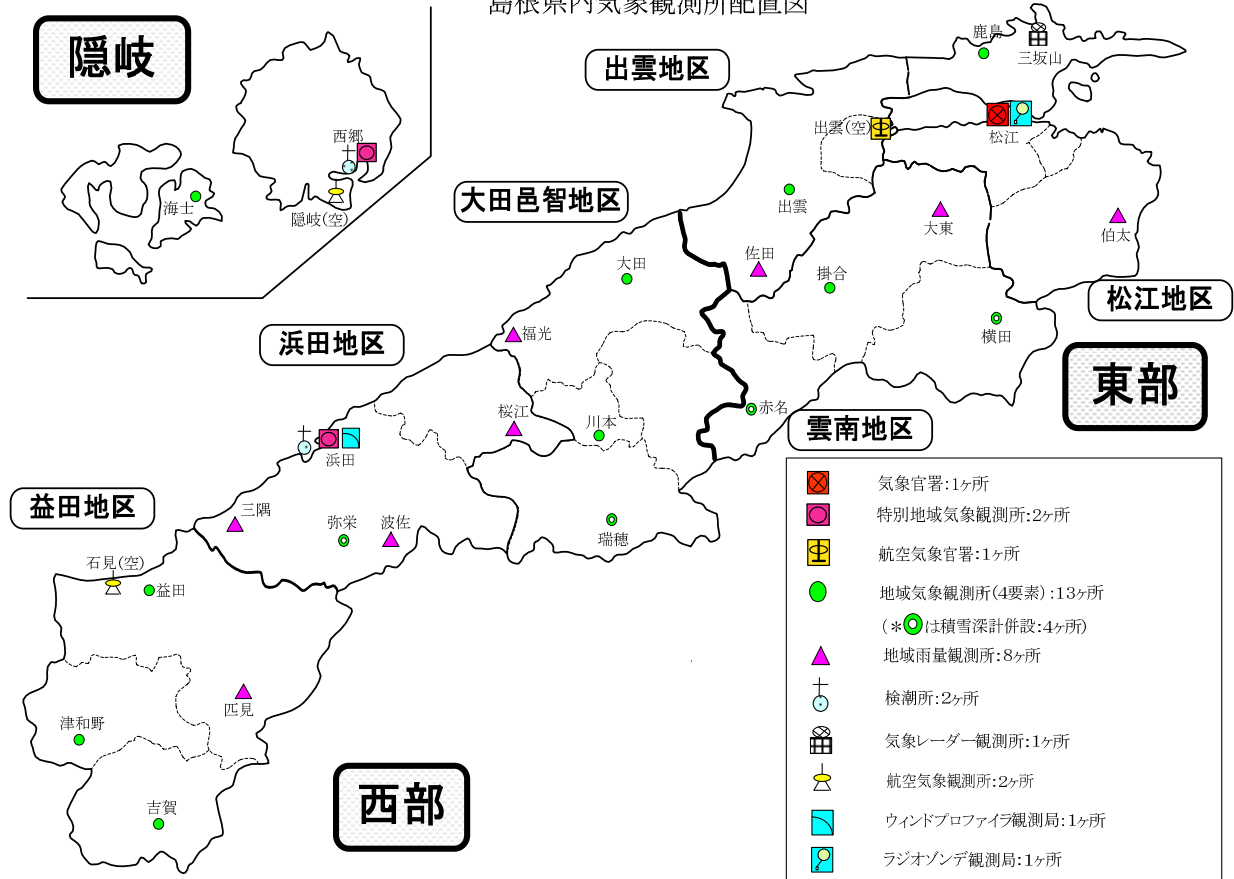 島根県内気象観測所配置図
隠岐
西郷
海士
隠岐(空)
出雲地区
鹿島
三坂山
出雲(空)
松江
大田邑智地区
出雲
大東
伯太
佐田
大田
掛合
松江地区
福光
横田
浜田地区
東部
桜江
川本
赤名
雲南地区
浜田
益田地区
三隅
弥栄
波佐
瑞穂
石見(空)
益田
匹見
津和野
吉賀
西部
気象官署:1ヶ所
特別地域気象観測所:2ヶ所
航空気象官署:1ヶ所
地域気象観測所(4要素):13ヶ所
(*◎は積雪深計併設:4ヶ所)
地域雨量観測所:8ヶ所
検潮所:2ヶ所
気象レーダー観測所:1ヶ所
航空気象観測所:2ヶ所
ウィンドプロファイラ観測局:1ヶ所
ラジオゾンデ観測局:1ヶ所